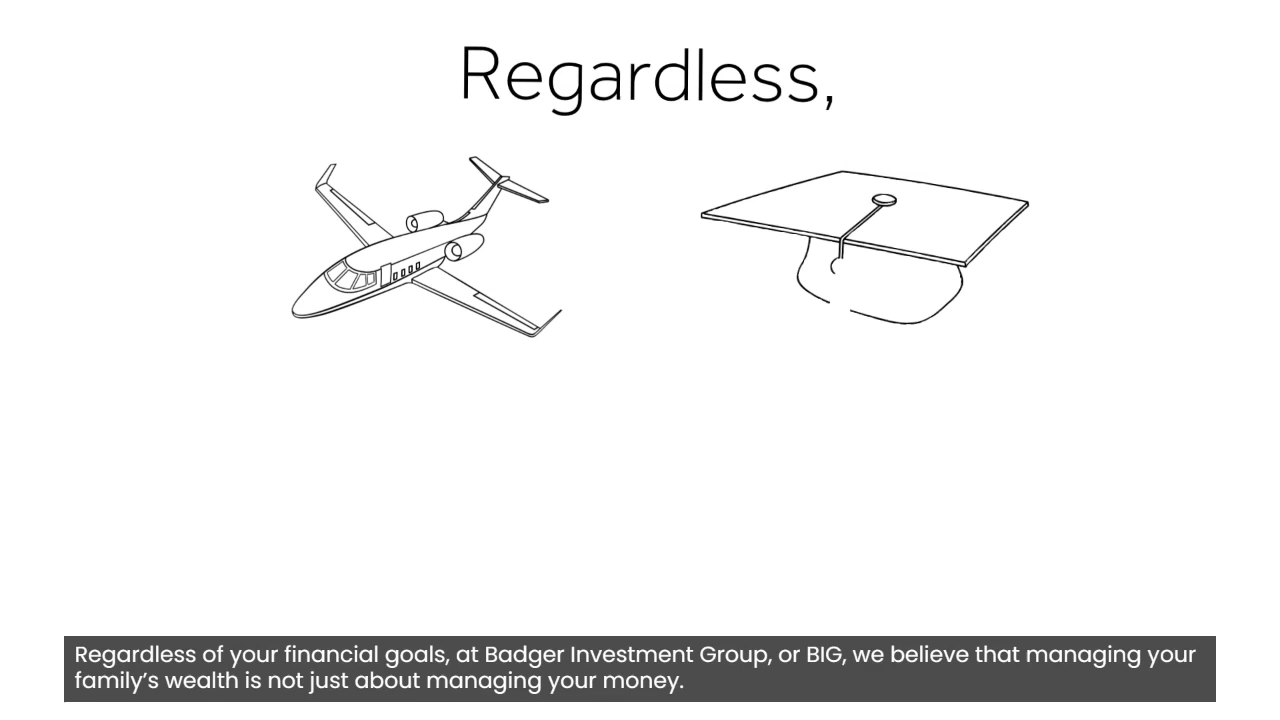 Regardless,
Regardless of your financial goals, at Badger Investment Group, or BIG, we believe that managing your
family’s wealth is not just about managing your money.